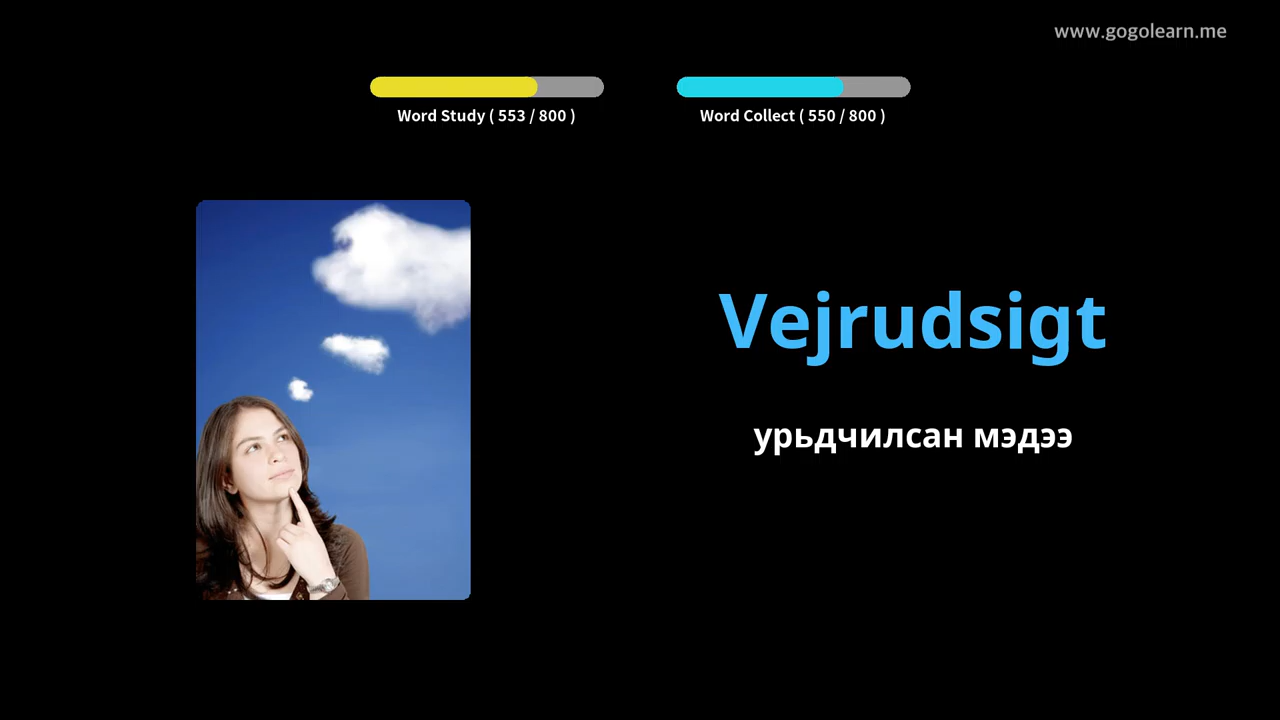 www.gogolearn.me
Word Study ( 553 / 800 )
Word Collect ( 550 / 800 )
Vejrudsigt
урьдчилсан мэдээ